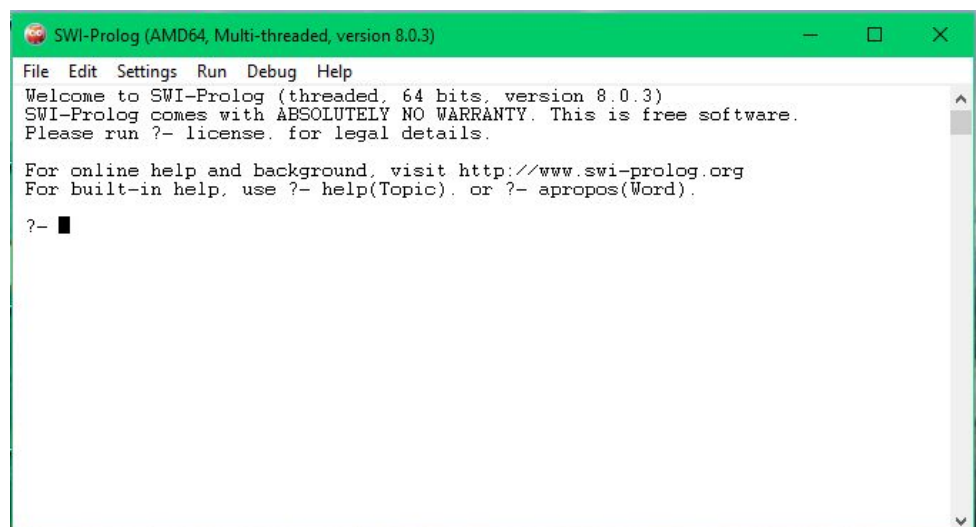 SWI-Prolog (AMD64, Multi-threaded, version 8.0.3)
File Edit Settings Run Debug Help
Welcome to SWI-Prolog (threaded, 64 bits, version 8.0.3)
SWI-Prolog comes with ABSOLUTELY NO WARRANTY. This is free software.
Please run ?- license. for legal details.
For online help and background, visit http://www.swi-prolog.org
For built-in help, use ?- help(Topic). or ?- apropos(Word).
?-